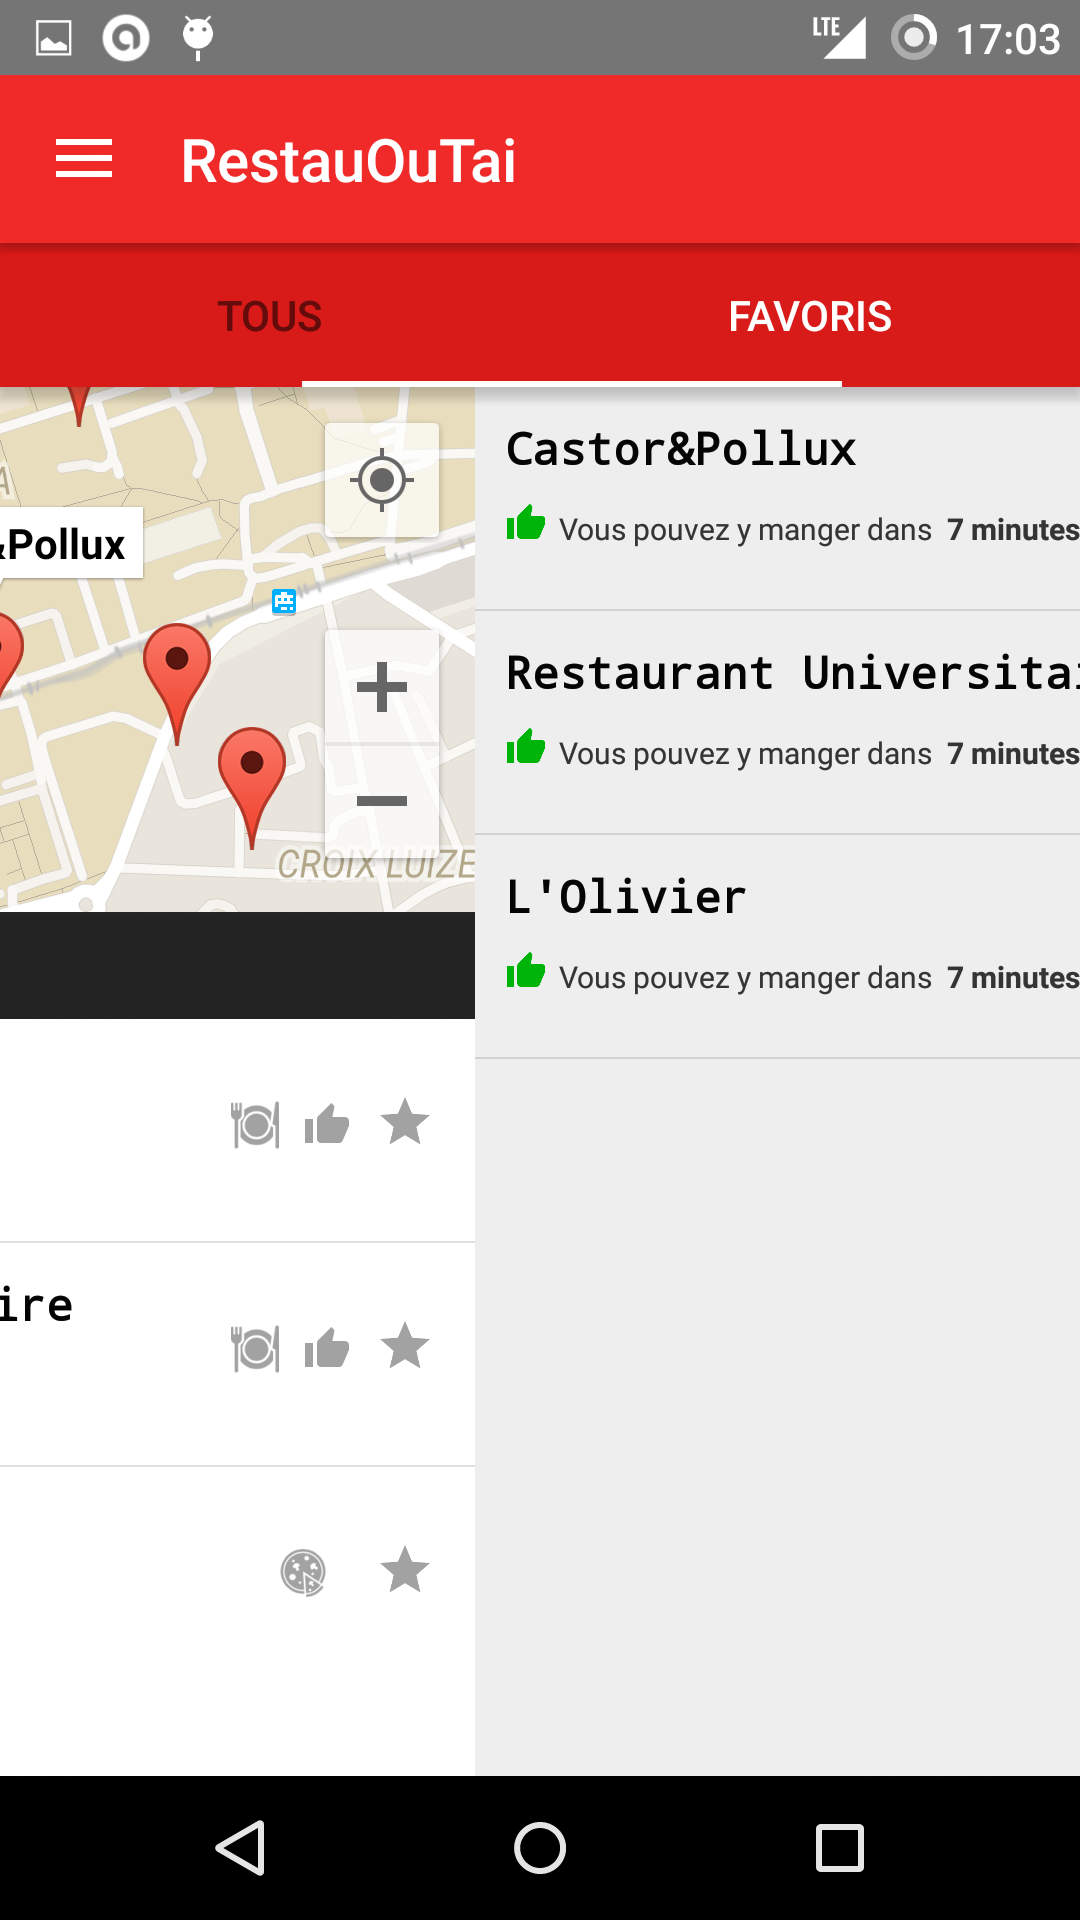 LTE 17:03
RestauOuTai
TOUS FAVORIS
A
&Pollux
CROIX LUIZE
ire
Castor&Pollux
Vous pouvez y manger dans 7 minutes
Restaurant Universitai
Vous pouvez y manger dans 7 minutes
L'Olivier
Vous pouvez y manger dans 7 minutes